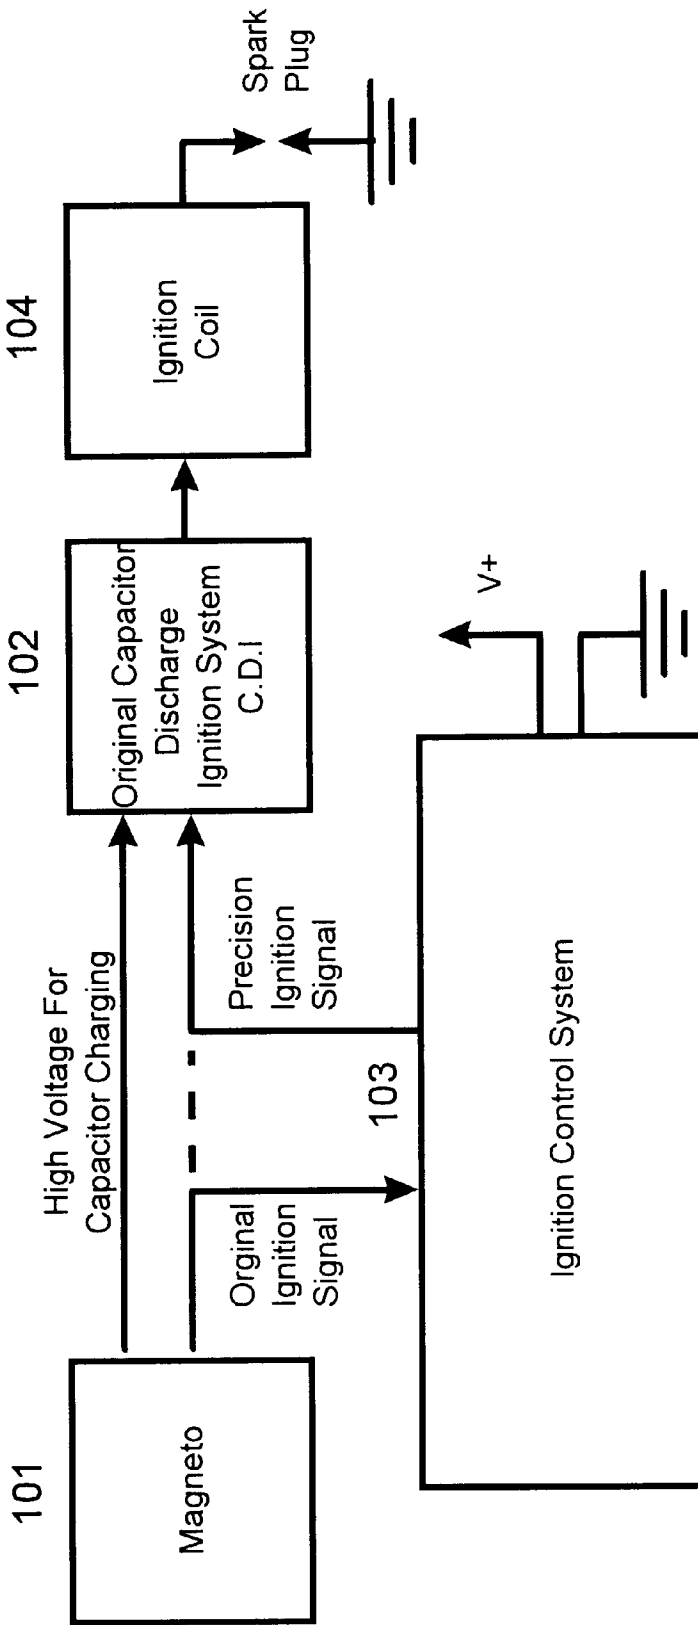 101
Magneto
High Voltage For
Capacitor Charging
Orginal
Ignition
Signal
103
Precision
Ignition
Signal
Ignition Control System
102
Original Capacitor
Discharge
Ignition System
C.D.I
V+
104
Ignition
Coil
Spark
Plug